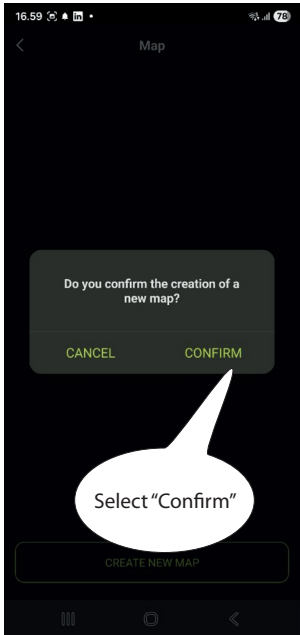 16.59 in 78
Map
Do you confirm the creation of a
new map?
CANCEL CONFIRM
Select “Confirm”
CREATE NEW MAP